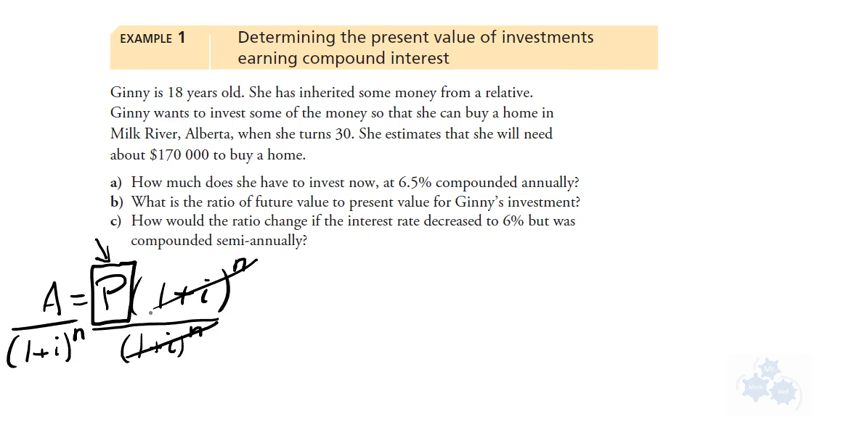 EXAMPLE 1
Determining the present value of investments
earning compound interest
Ginny is 18 years old. She has inherited some money from a relative.
Ginny wants to invest some of the money so that she can buy a home in
Milk River, Alberta, when she turns 30. She estimates that she will need
about $170 000 to buy a home.
a) How much does she have to invest now, at 6.5% compounded annually?
b) What is the ratio of future value to present value for Ginny's investment?
c) How would the ratio change if the interest rate decreased to 6% but was
compounded semi-annually?
A = P(1+i)^n
(1+i)^n (1+i)^n